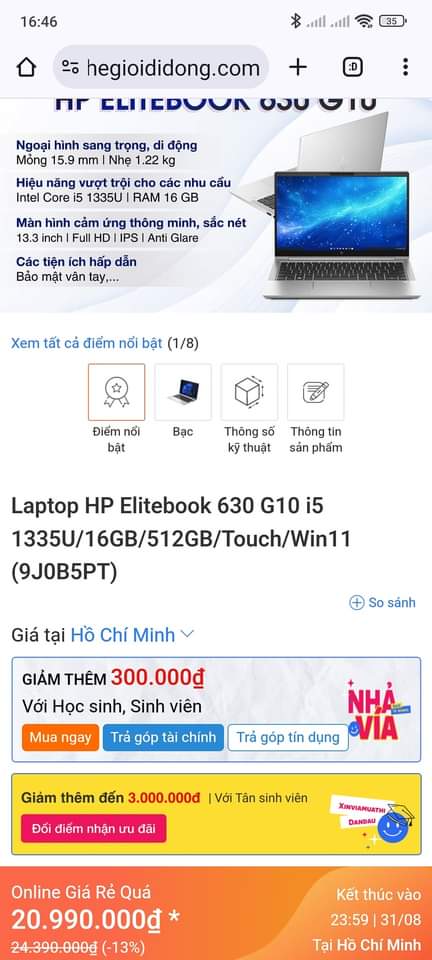 16:46
35
hegioididong.com
:D
HP ELITEBOOK 630 G10
Ngoại hình sang trọng, di động
Mỏng 15.9 mm | Nhẹ 1.22 kg
Hiệu năng vượt trội cho các nhu cầu
Intel Core i5 1335U | RAM 16 GB
Màn hình cảm ứng thông minh, sắc nét
13.3 inch | Full HD | IPS | Anti Glare
Các tiện ích hấp dẫn
Bảo mật vân tay,...
Xem tất cả điểm nổi bật (1/8)
Điểm nổi bật
Bạc
Thông số kỹ thuật
Thông tin sản phẩm
Laptop HP Elitebook 630 G10 i5
1335U/16GB/512GB/Touch/Win11
(9J0B5PT)
So sánh
Giá tại Hồ Chí Minh
GIẢM THÊM 300.000₫
Với Học sinh, Sinh viên
Mua ngay
Trả góp tài chính
Trả góp tín dụng
NHẢ
VÍA
Giảm thêm đến 3.000.000đ | Với Tân sinh viên
Đổi điểm nhận ưu đãi
XINVIAMUATHI
DANDAU
Online Giá Rẻ Quá
20.990.000₫ *
24.390.000₫ (-13%)
Kết thúc vào
23:59 | 31/08
Tại Hồ Chí Minh